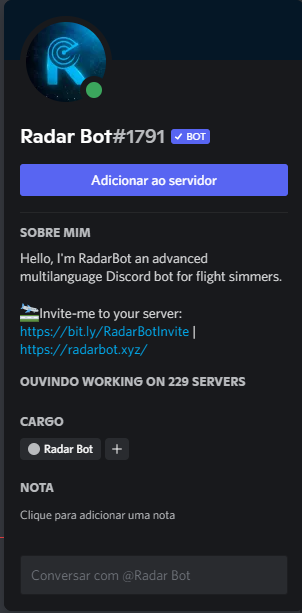 Radar Bot#1791 ✓ BOT
Adicionar ao servidor
SOBRE MIM
Hello, I'm RadarBot an advanced
multilanguage Discord bot for flight simmers.
Invite-me to your server:
https://bit.ly/RadarBotInvite |
https://radarbot.xyz/
OUVINDO WORKING ON 229 SERVERS
CARGO
Radar Bot +
NOTA
Clique para adicionar uma nota
Conversar com @Radar Bot